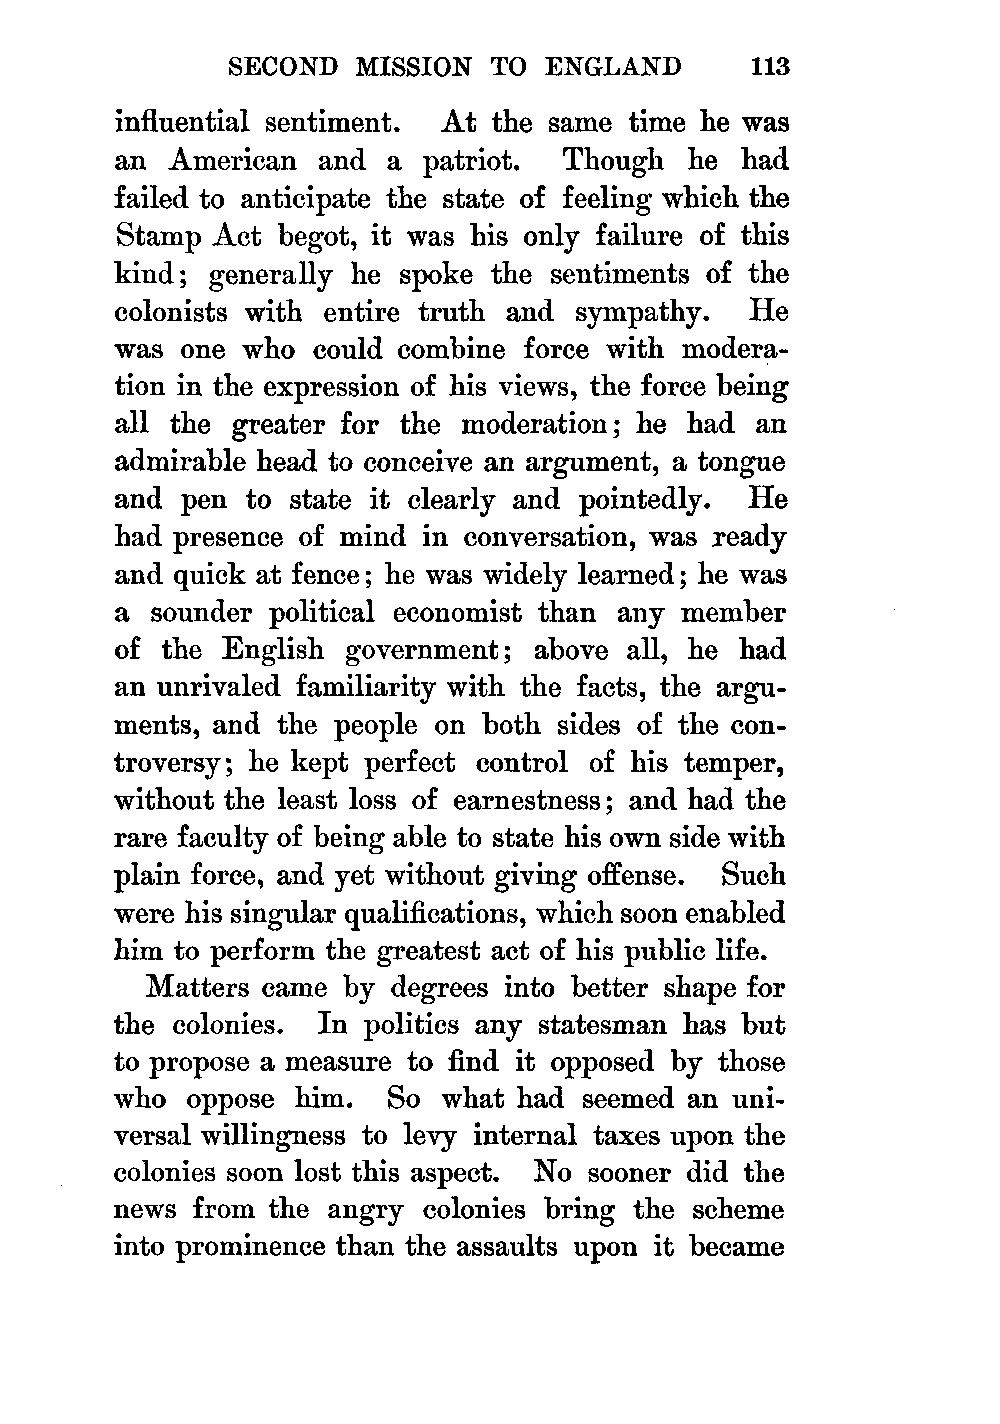 SECOND MISSION TO ENGLAND 113
influential sentiment. At the same time he was
an American and a patriot. Though he had
failed to anticipate the state of feeling which the
Stamp Act begot, it was his only failure of this
kind; generally he spoke the sentiments of the
colonists with entire truth and sympathy. He
was one who could combine force with modera-
tion in the expression of his views, the force being
all the greater for the moderation; he had an
admirable head to conceive an argument, a tongue
and pen to state it clearly and pointedly. He
had presence of mind in conversation, was ready
and quick at fence; he was widely learned; he was
a sounder political economist than any member
of the English government; above all, he had
an unrivaled familiarity with the facts, the argu-
ments, and the people on both sides of the con-
troversy; he kept perfect control of his temper,
without the least loss of earnestness; and had the
rare faculty of being able to state his own side with
plain force, and yet without giving offense. Such
were his singular qualifications, which soon enabled
him to perform the greatest act of his public life.
Matters came by degrees into better shape for
the colonies. In politics any statesman has but
to propose a measure to find it opposed by those
who oppose him. So what had seemed an uni-
versal willingness to levy internal taxes upon the
colonies soon lost this aspect. No sooner did the
news from the angry colonies bring the scheme
into prominence than the assaults upon it became